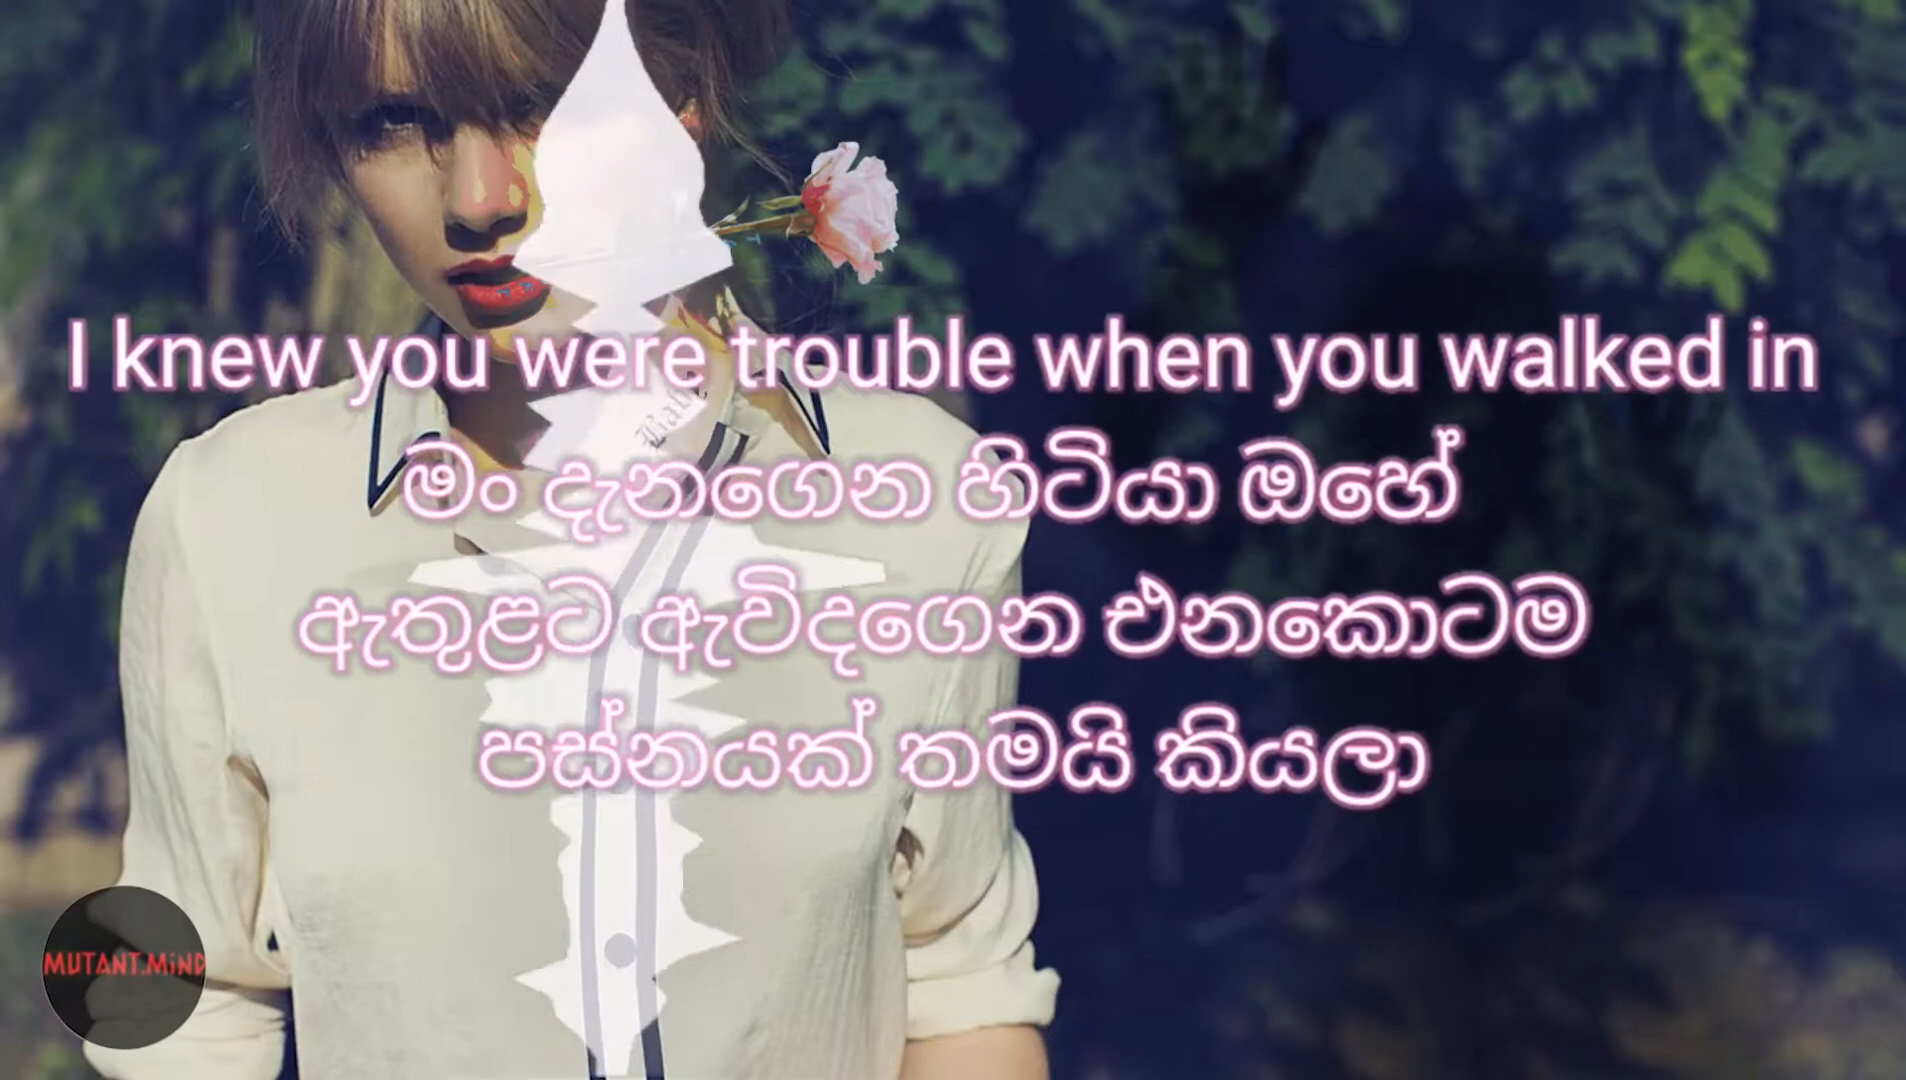 I knew you were trouble when you walked in
මං දැනගෙන හිටියා ඔහේ
ඇතුළට ඇවිදගෙන එනකොටම
පස්නයක් තමයි කියලා
Babe
MUTANT.MiND